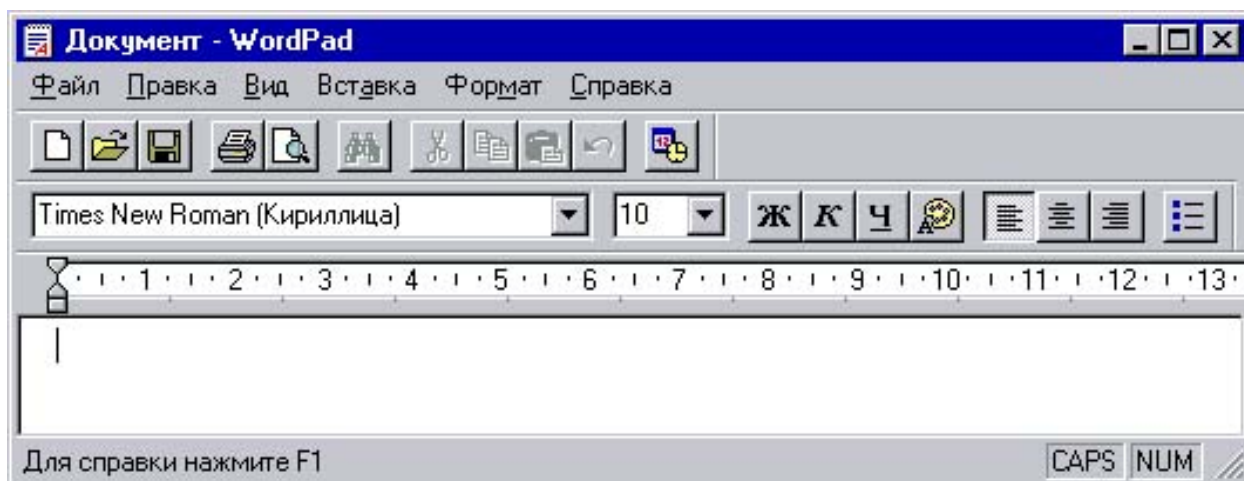 Документ - WordPad
Файл Правка Вид Вставка Формат Справка
12
Times New Roman (Кириллица) 10 Ж К Ч А
1 2 3 4 5 6 7 8 9 10 11 12 13
Для справки нажмите F1 CAPS NUM